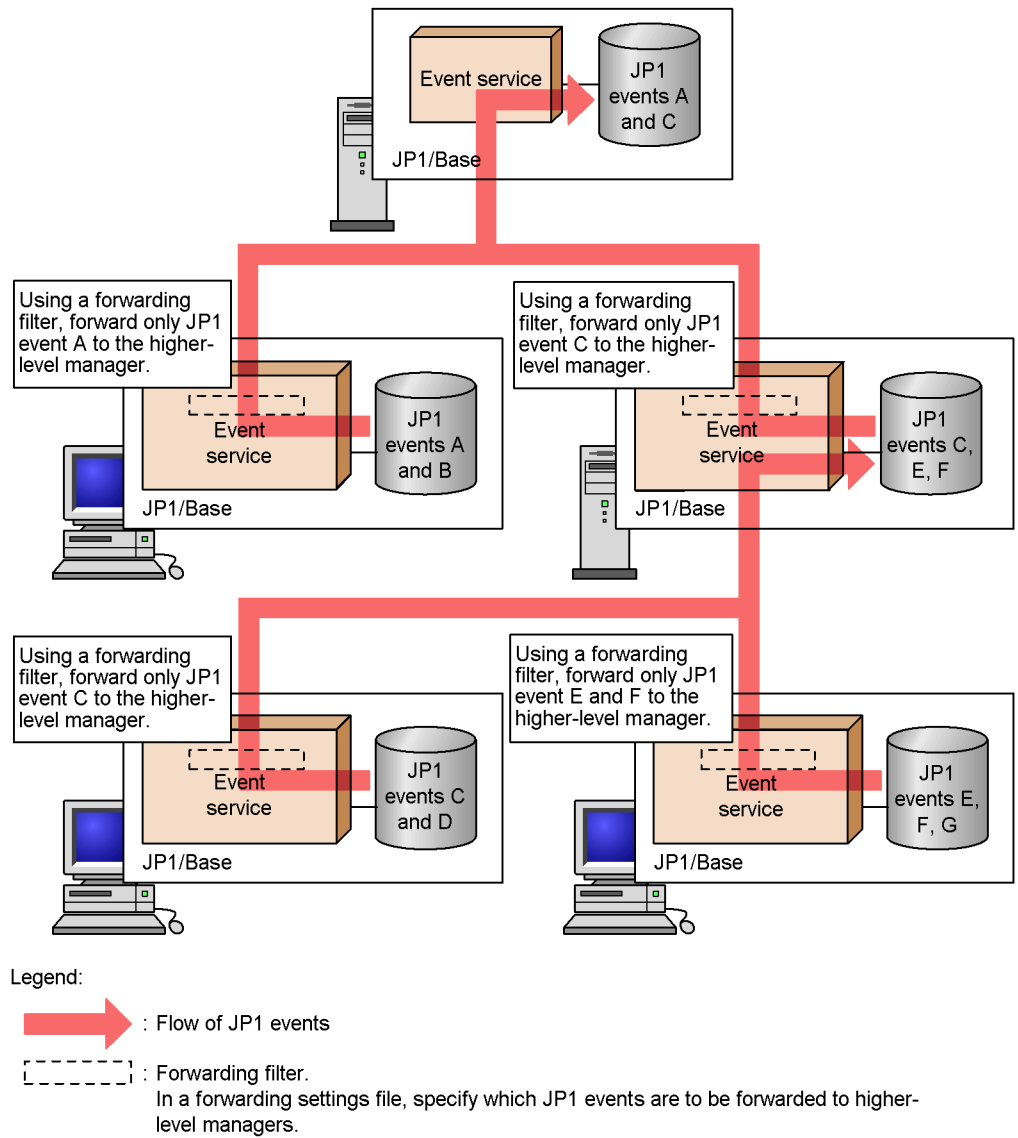 Event service
JP1
events A
and C
JP1/Base
Using a forwarding
filter, forward only JP1
event A to the higher-
level manager.
Event
service
JP1
events A
and B
JP1/Base
Using a forwarding
filter, forward only JP1
event C to the higher-
level manager.
Event
service
JP1
events C,
E, F
JP1/Base
Using a forwarding
filter, forward only JP1
event C to the higher-
level manager.
Event
service
JP1
events C
and D
JP1/Base
Using a forwarding
filter, forward only JP1
event E and F to the
higher-level manager.
Event
service
JP1
events E,
F, G
JP1/Base
Legend:
: Flow of JP1 events
: Forwarding filter.
In a forwarding settings file, specify which JP1 events are to be forwarded to higher-
level managers.